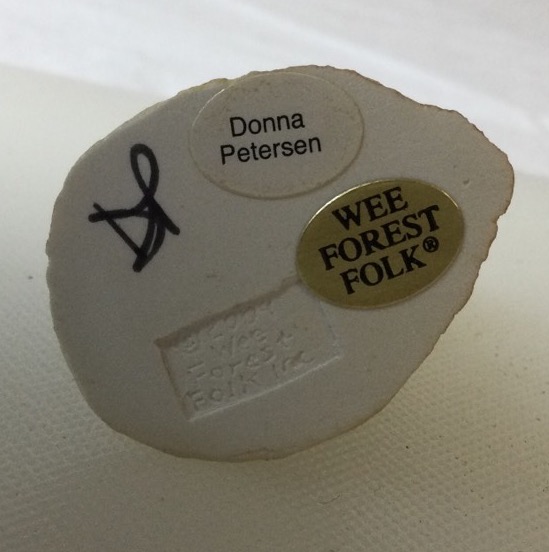 Donna
Petersen
WEE
FOREST
FOLK®
©
Wee
Forest
Folk Inc